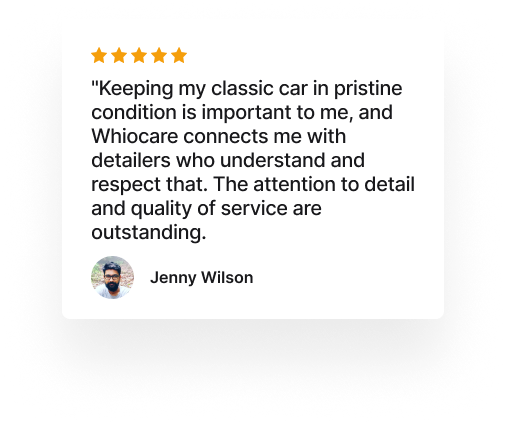 "Keeping my classic car in pristine
condition is important to me, and
Whiocare connects me with
detailers who understand and
respect that. The attention to detail
and quality of service are
outstanding.
Jenny Wilson